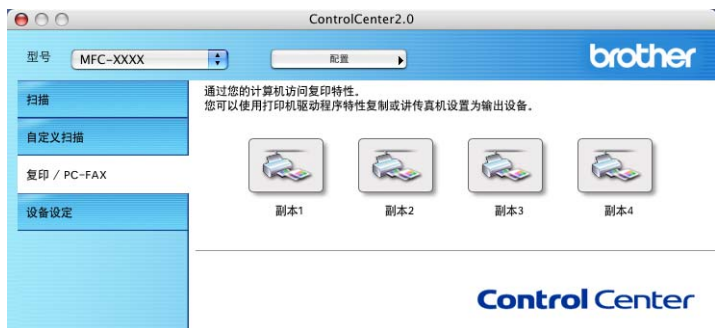 ControlCenter2.0
型号 MFC-XXXX 配置 brother
扫描
自定义扫描
复印 / PC-FAX
设备设定
通过您的计算机访问复印特性。
您可以使用打印机驱动程序特性复制或讲传真机设置为输出设备。
副本1 副本2 副本3 副本4
Control Center